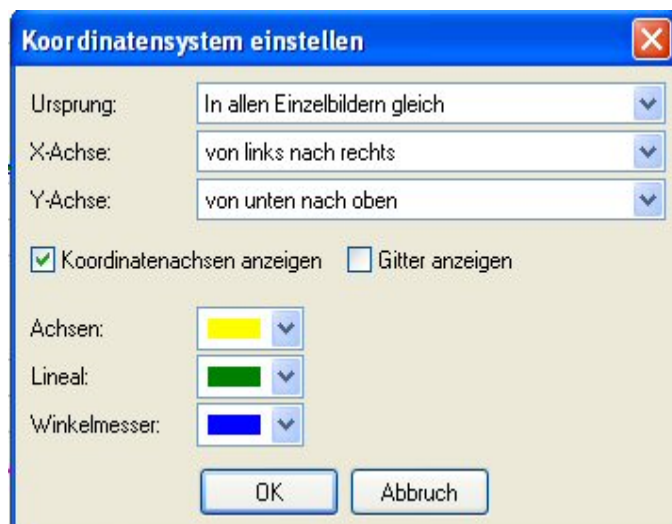 Koordinatensystem einstellen
Ursprung: In allen Einzelbildern gleich
X-Achse: von links nach rechts
Y-Achse: von unten nach oben
Koordinatenachsen anzeigen Gitter anzeigen
Achsen:
Lineal:
Winkelmesser:
OK Abbruch